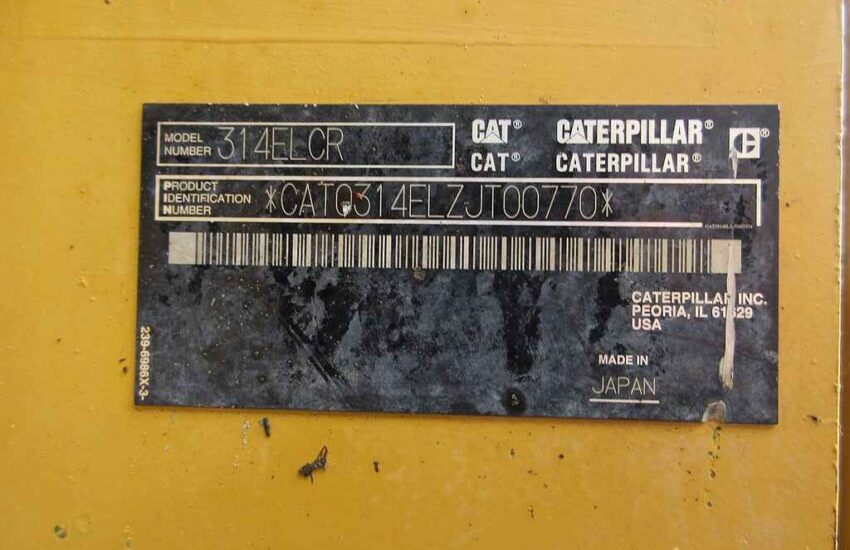 MODEL
NUMBER 314ELCR
CAT® CATERPILLAR® ®
CAT® CATERPILLAR®
PRODUCT
IDENTIFICATION
NUMBER *CAT0314ELZJT00770*
CATERPILLAR INC.
PEORIA, IL 61629
USA
MADE IN
JAPAN
239-6986X-3-